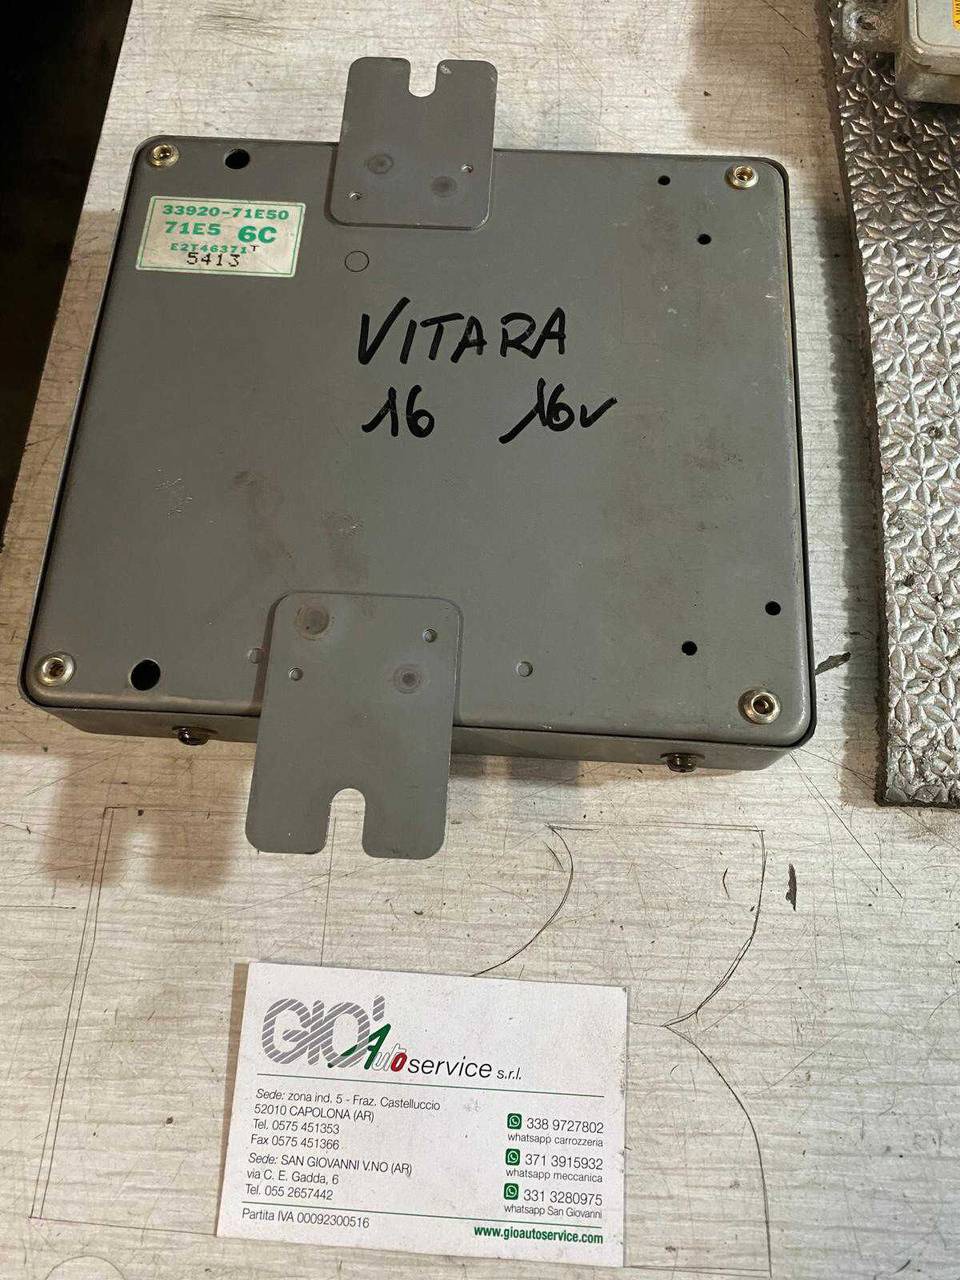 33920-71E50
71E5 6C
E2T46371T
5413
VITARA
16 16v
GIO' Auto service s.r.l.
Sede: zona ind. 5 - Fraz. Castelluccio
52010 CAPOLONA (AR)
Tel. 0575 451353
Fax 0575 451366
Sede: SAN GIOVANNI V.NO (AR)
via C. E. Gadda, 6
Tel. 055 2657442
Partita IVA 00092300516
338 9727802
whatsapp carrozzeria
371 3915932
whatsapp meccanica
331 3280975
whatsapp San Giovanni
www.gioautoservice.com